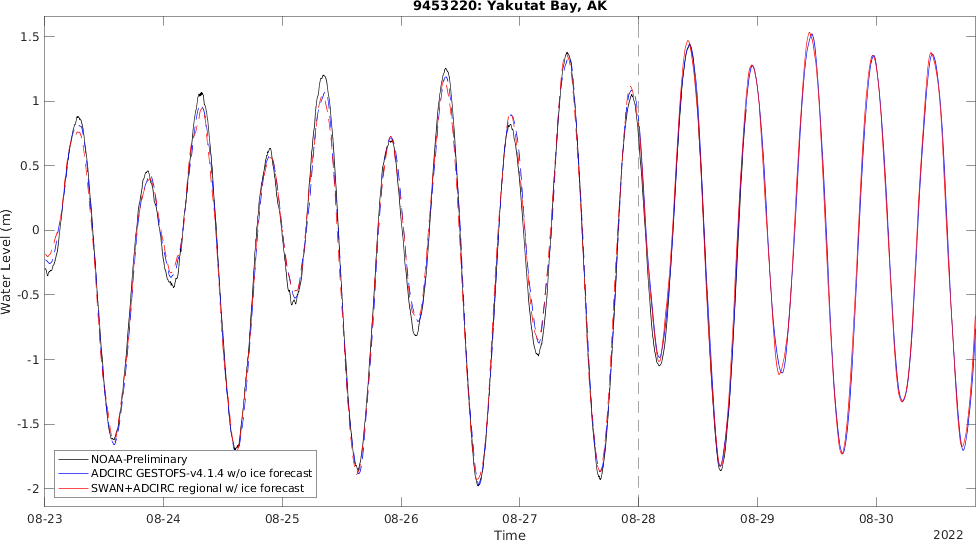 9453220: Yakutat Bay, AK
1.5
1
0.5
0
-0.5
-1
-1.5
-2
Water Level (m)
NOAA-Preliminary
ADCIRC GESTOFS-v4.1.4 w/o ice forecast
SWAN+ADCIRC regional w/ ice forecast
08-23 08-24 08-25 08-26 08-27 08-28 08-29 08-30
Time
2022